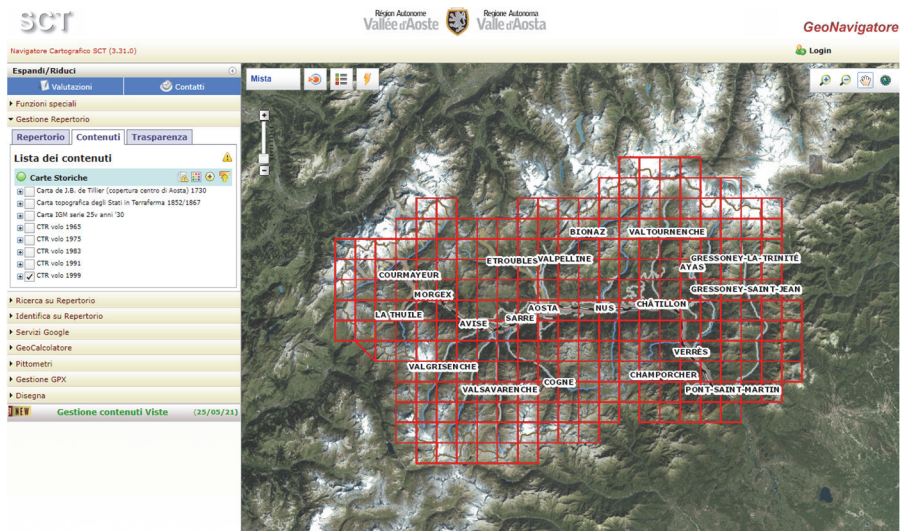 SCT
Région Autonome
Vallée d'Aoste
Regione Autonoma
Valle d'Aosta
GeoNavigatore
Navigatore Cartografico SCT (3.31.0)
Login
Espandi/Riduci
Valutazioni
Contatti
Funzioni speciali
Gestione Repertorio
Repertorio
Contenuti
Trasparenza
Lista dei contenuti
Carte Storiche
Carta de J.B. de Tillier (copertura centro di Aosta) 1730
Carta topografica degli Stati in Terraferma 1852/1867
Carta IGM serie 25v anni '30
CTR volo 1965
CTR volo 1975
CTR volo 1983
CTR volo 1991
CTR volo 1999
Ricerca su Repertorio
Identifica su Repertorio
Servizi Google
GeoCalcolatore
Pittometri
Gestione GPX
Disegna
NEW Gestione contenuti Viste (25/05/21)
Mista
BIONAZ
VALTOURNENCHE
ETROUBLES
VALPELLINE
GRESSONEY-LA-TRINITÉ
AYAS
COURMAYEUR
GRESSONEY-SAINT-JEAN
MORGEX
CHÂTILLON
AOSTA
NUS
LA THUILE
SARRE
AVISE
VERRÈS
VALGRISENCHE
CHAMPORCHER
COGNE
VALSAVARENCHE
PONT-SAINT-MARTIN